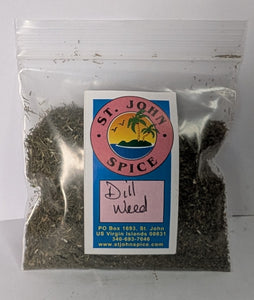 ST. JOHN
SPICE
Dill
Weed
PO Box 1693, St. John
US Virgin Islands 00831
340-693-7046
www.stjohnspice.com